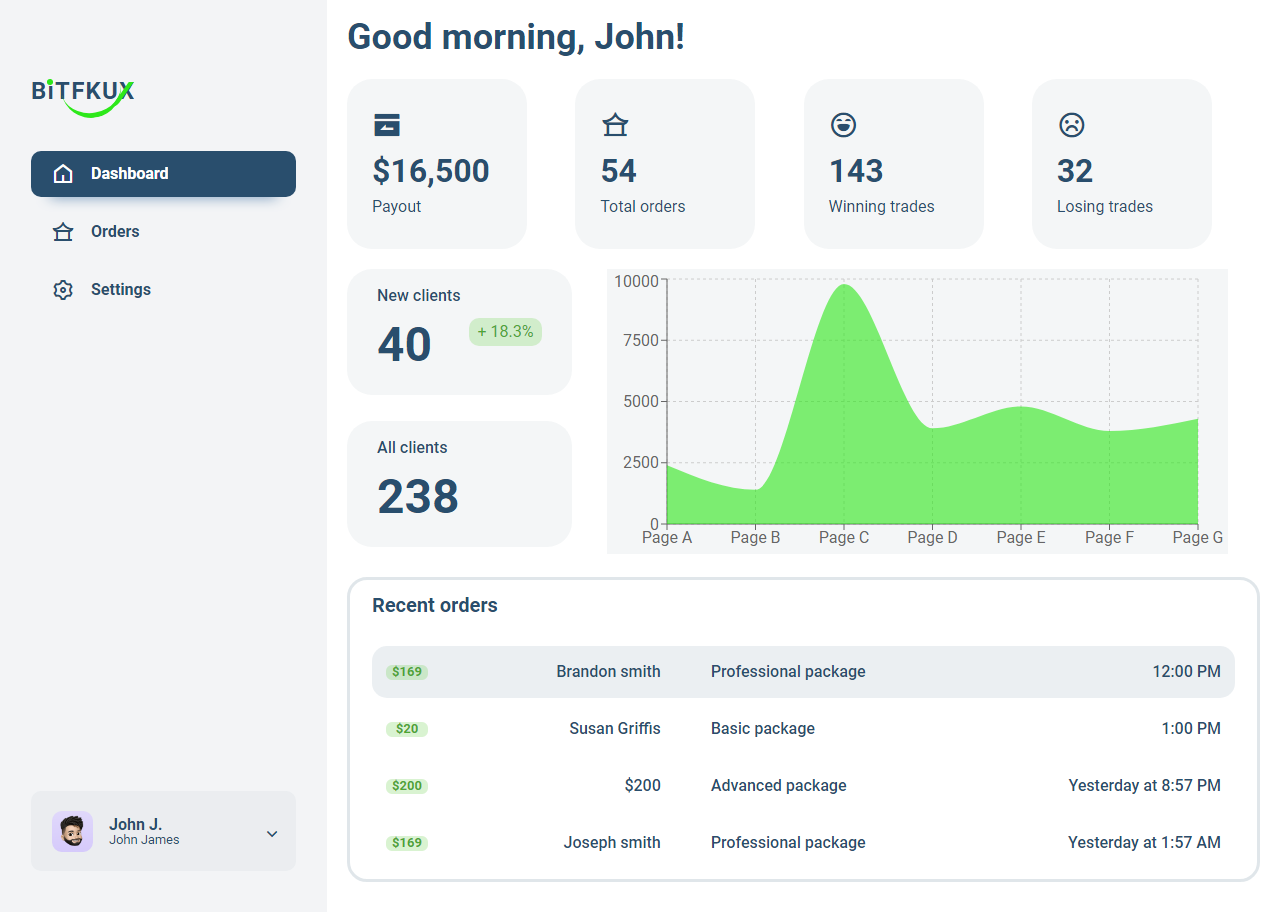 Good morning, John!
BiTFKUX
Dashboard
Orders
Settings
$16,500
Payout
54
Total orders
143
Winning trades
32
Losing trades
New clients
40
+ 18.3%
All clients
238
10000
7500
5000
2500
0
Page A Page B Page C Page D Page E Page F Page G
Recent orders
$169 Brandon smith Professional package 12:00 PM
$20 Susan Griffis Basic package 1:00 PM
$200 $200 Advanced package Yesterday at 8:57 PM
$169 Joseph smith Professional package Yesterday at 1:57 AM
John J.
John James